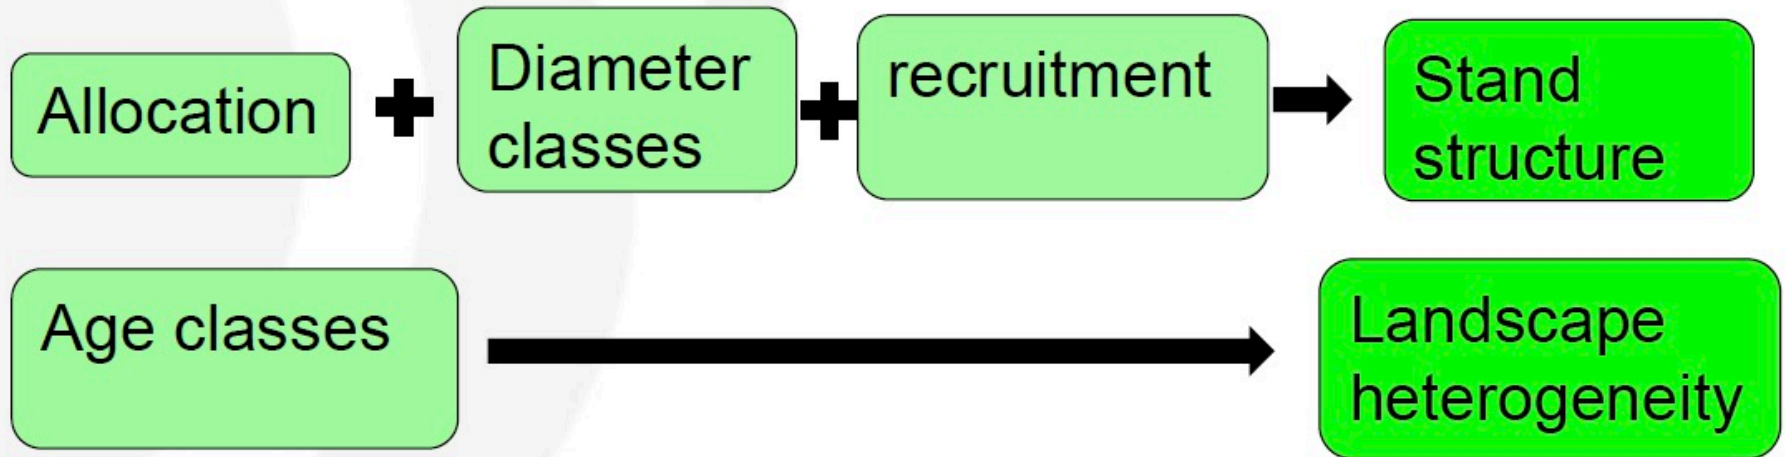 Allocation
Diameter
classes
recruitment
Stand
structure
Age classes
Landscape
heterogeneity